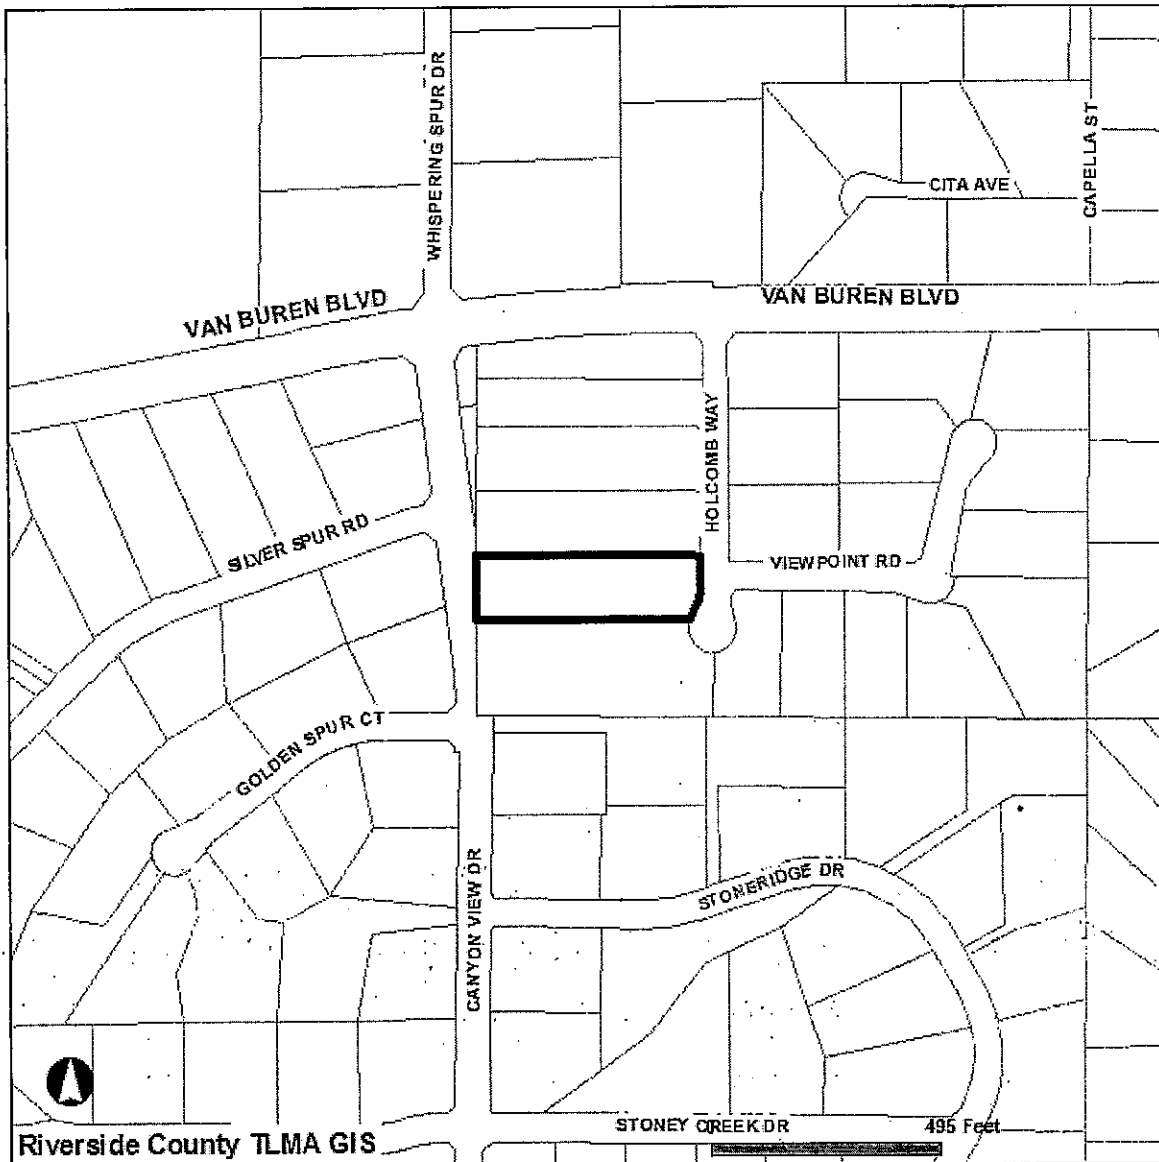 WHISPERING SPUR DR
CAPELLA ST
CITA AVE
VAN BUREN BLVD
VAN BUREN BLVD
HOLCOMB WAY
SILVER SPUR RD
VIEWPOINT RD
GOLDEN SPUR CT
CANYON VIEW DR
STONERIDGE DR
STONEY CREEK DR
495 Feet
Riverside County TLMA GIS